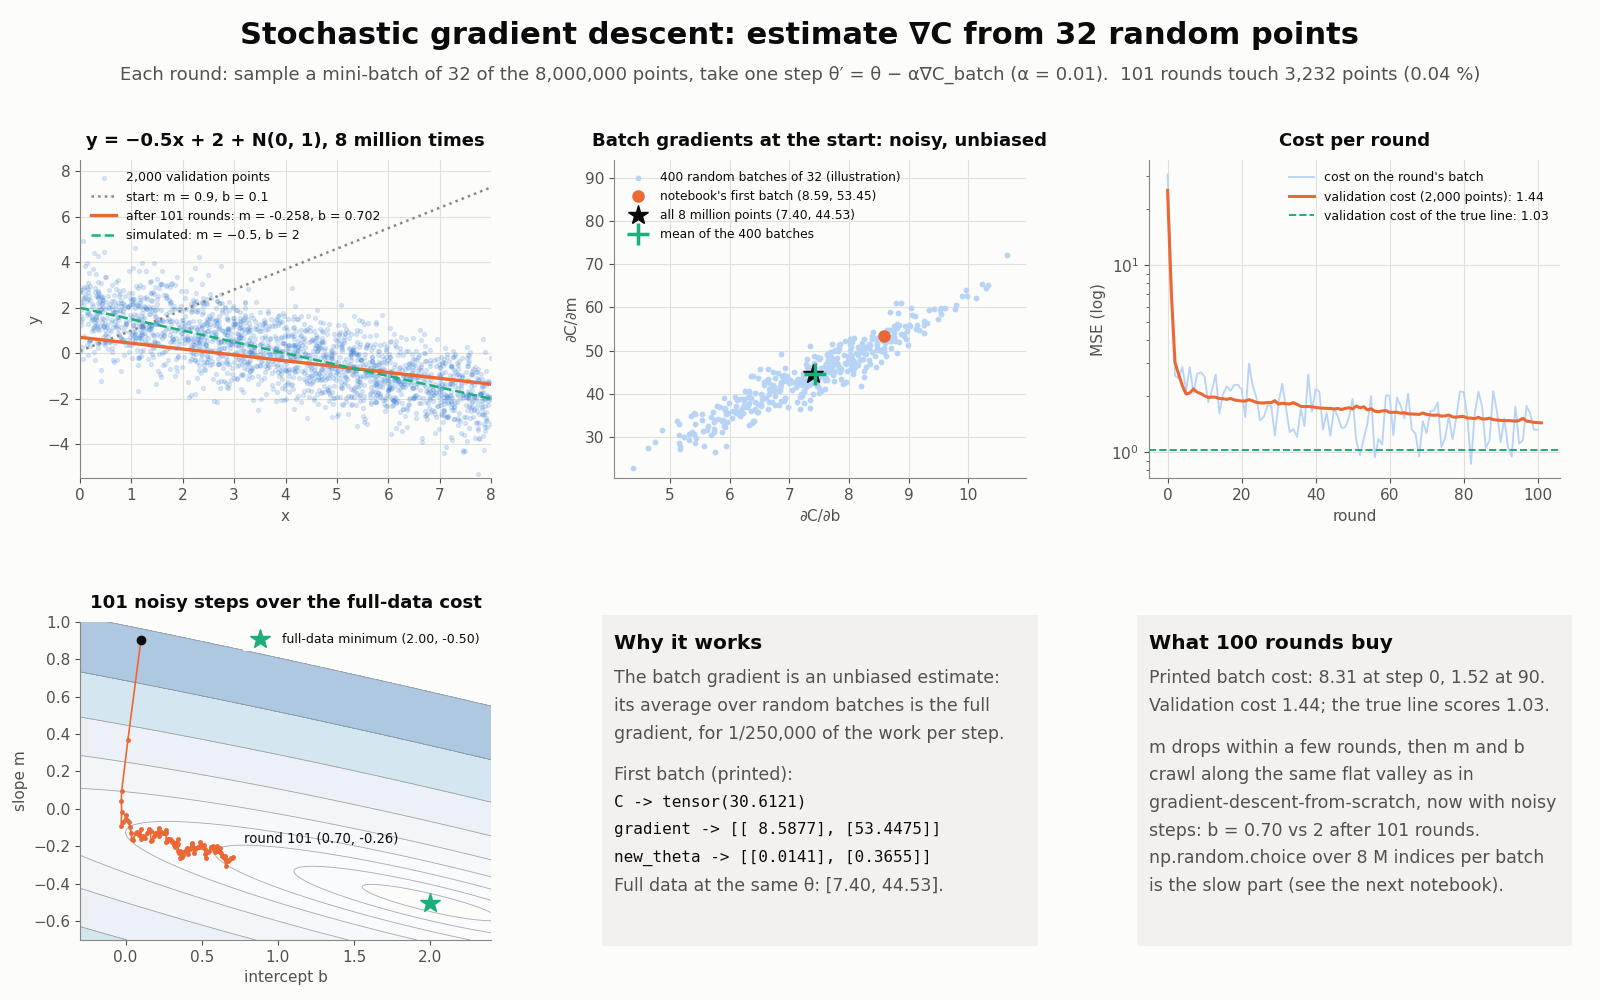 Stochastic gradient descent: estimate ∇C from 32 random points
Each round: sample a mini-batch of 32 of the 8,000,000 points, take one step θ′ = θ − α∇C_batch (α = 0.01).  101 rounds touch 3,232 points (0.04 %)
y = −0.5x + 2 + N(0, 1), 8 million times
2,000 validation points
start: m = 0.9, b = 0.1
after 101 rounds: m = -0.258, b = 0.702
simulated: m = −0.5, b = 2
8
6
4
2
0
−2
−4
y
0 1 2 3 4 5 6 7 8
x
Batch gradients at the start: noisy, unbiased
400 random batches of 32 (illustration)
notebook's first batch (8.59, 53.45)
all 8 million points (7.40, 44.53)
mean of the 400 batches
90
80
70
60
50
40
30
∂C/∂m
5 6 7 8 9 10
∂C/∂b
Cost per round
cost on the round's batch
validation cost (2,000 points): 1.44
validation cost of the true line: 1.03
10¹
10⁰
MSE (log)
0 20 40 60 80 100
round
101 noisy steps over the full-data cost
full-data minimum (2.00, -0.50)
round 101 (0.70, -0.26)
1.0
0.8
0.6
0.4
0.2
0.0
−0.2
−0.4
−0.6
slope m
0.0 0.5 1.0 1.5 2.0
intercept b
Why it works
The batch gradient is an unbiased estimate:
its average over random batches is the full
gradient, for 1/250,000 of the work per step.
First batch (printed):
C -> tensor(30.6121)
gradient -> [[ 8.5877], [53.4475]]
new_theta -> [[0.0141], [0.3655]]
Full data at the same θ: [7.40, 44.53].
What 100 rounds buy
Printed batch cost: 8.31 at step 0, 1.52 at 90.
Validation cost 1.44; the true line scores 1.03.
m drops within a few rounds, then m and b
crawl along the same flat valley as in
gradient-descent-from-scratch, now with noisy
steps: b = 0.70 vs 2 after 101 rounds.
np.random.choice over 8 M indices per batch
is the slow part (see the next notebook).